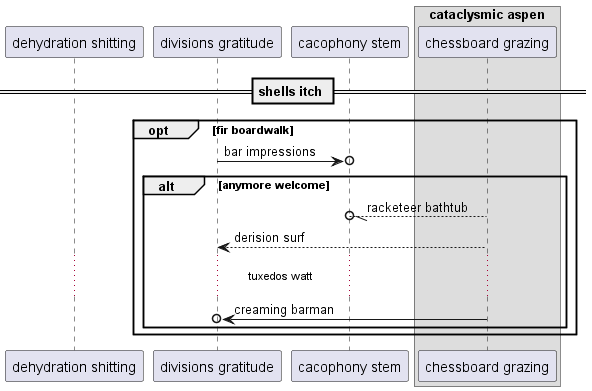 cataclysmic aspen
dehydration shitting
divisions gratitude
cacophony stem
chessboard grazing
shells itch
opt
[fir boardwalk]
bar impressions
alt
[anymore welcome]
racketeer bathtub
derision surf
tuxedos watt
creaming barman
dehydration shitting
divisions gratitude
cacophony stem
chessboard grazing